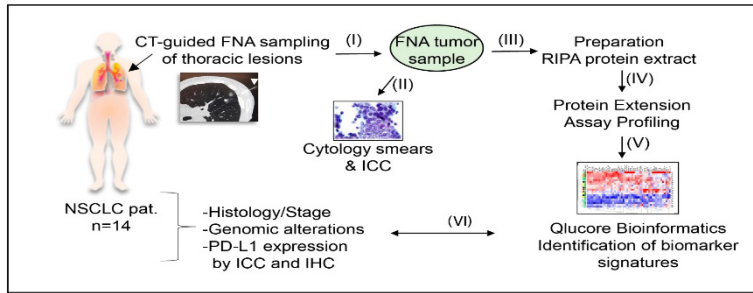 CT-guided FNA sampling
of thoracic lesions
(I)
FNA tumor
sample
(III)
Preparation
RIPA protein extract
(II)
(IV)
Cytology smears
& ICC
Protein Extension
Assay Profiling
(V)
NSCLC pat.
n=14
-Histology/Stage
-Genomic alterations
-PD-L1 expression
by ICC and IHC
(VI)
Qlucore Bioinformatics
Identification of biomarker
signatures